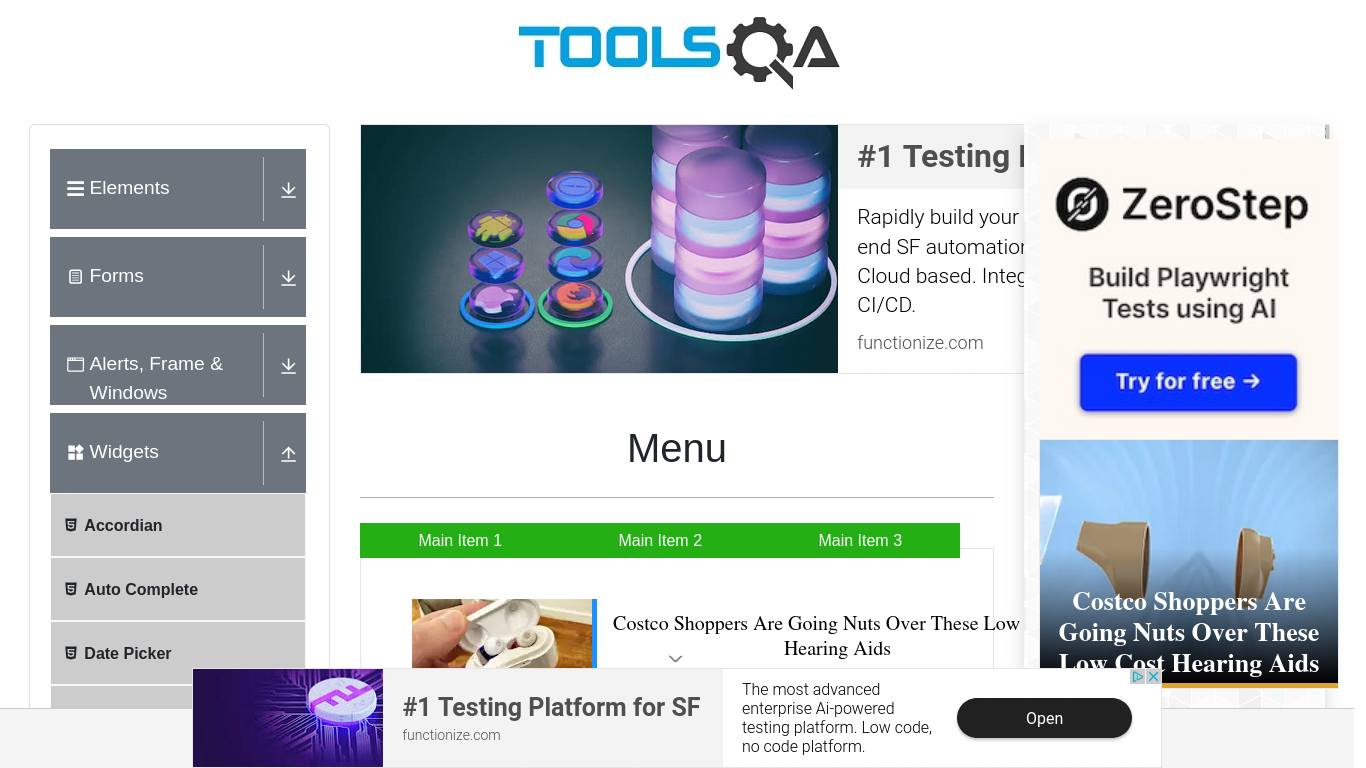 TOOLSQA
Elements
Forms
Alerts, Frame &
Windows
Widgets
Accordian
Auto Complete
Date Picker
#1 Testing
Rapidly build your
end SF automation
Cloud based. Integ
CI/CD.
functionize.com
Menu
Main Item 1
Main Item 2
Main Item 3
Costco Shoppers Are Going Nuts Over These Low
Hearing Aids
ZeroStep
Build Playwright
Tests using AI
Try for free →
Costco Shoppers Are
Going Nuts Over These
Low Cost Hearing Aids
#1 Testing Platform for SF
functionize.com
The most advanced
enterprise Ai-powered
testing platform. Low code,
no code platform.
Open